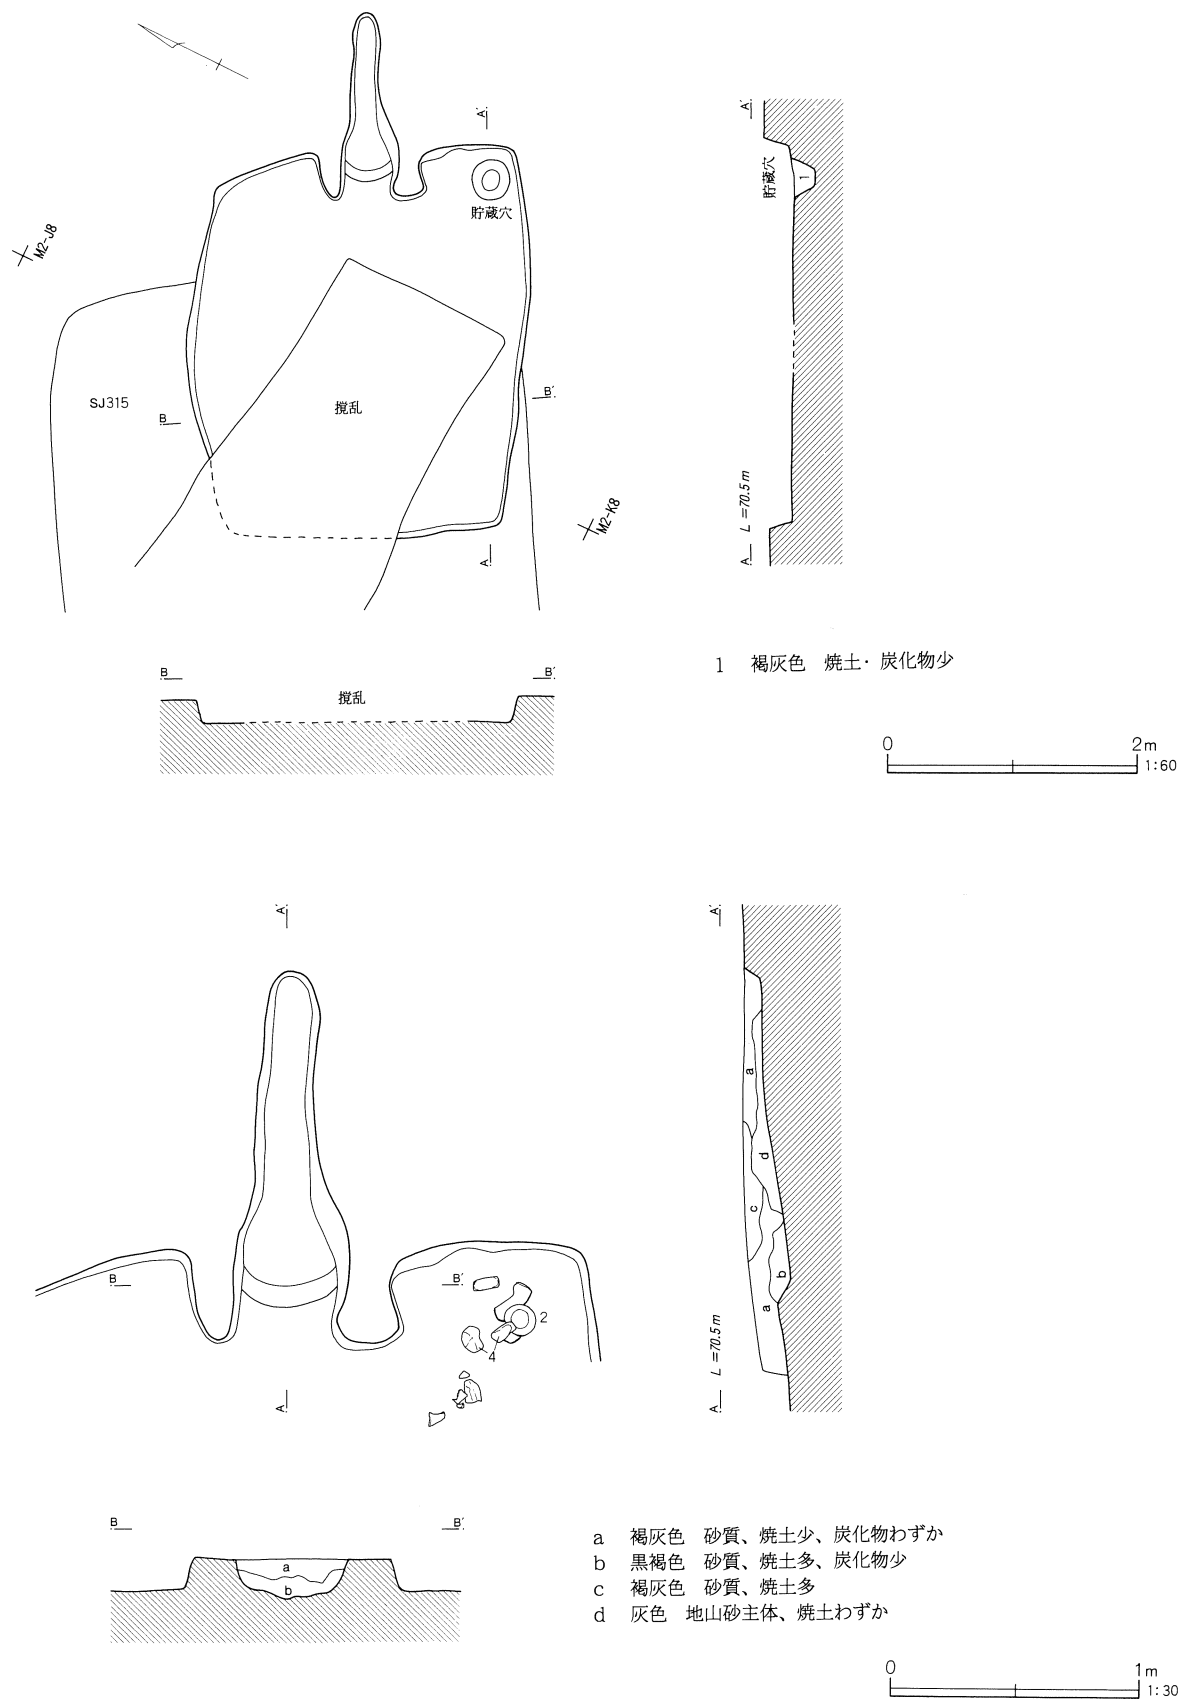 A′
貯蔵穴
M2-J8
SJ315
B
B′
攪乱
M2-K8
A
A′
貯蔵穴
1
L=70.5m
A
B
B′
攪乱
1 褐灰色 焼土・炭化物少
0 2m
1:60
A′
B
B′
2
4
A
A′
a
d
c
b
a
L=70.5m
A
B
B′
a
b
a 褐灰色 砂質、焼土少、炭化物わずか
b 黒褐色 砂質、焼土多、炭化物少
c 褐灰色 砂質、焼土多
d 灰色 地山砂主体、焼土わずか
0 1m
1:30